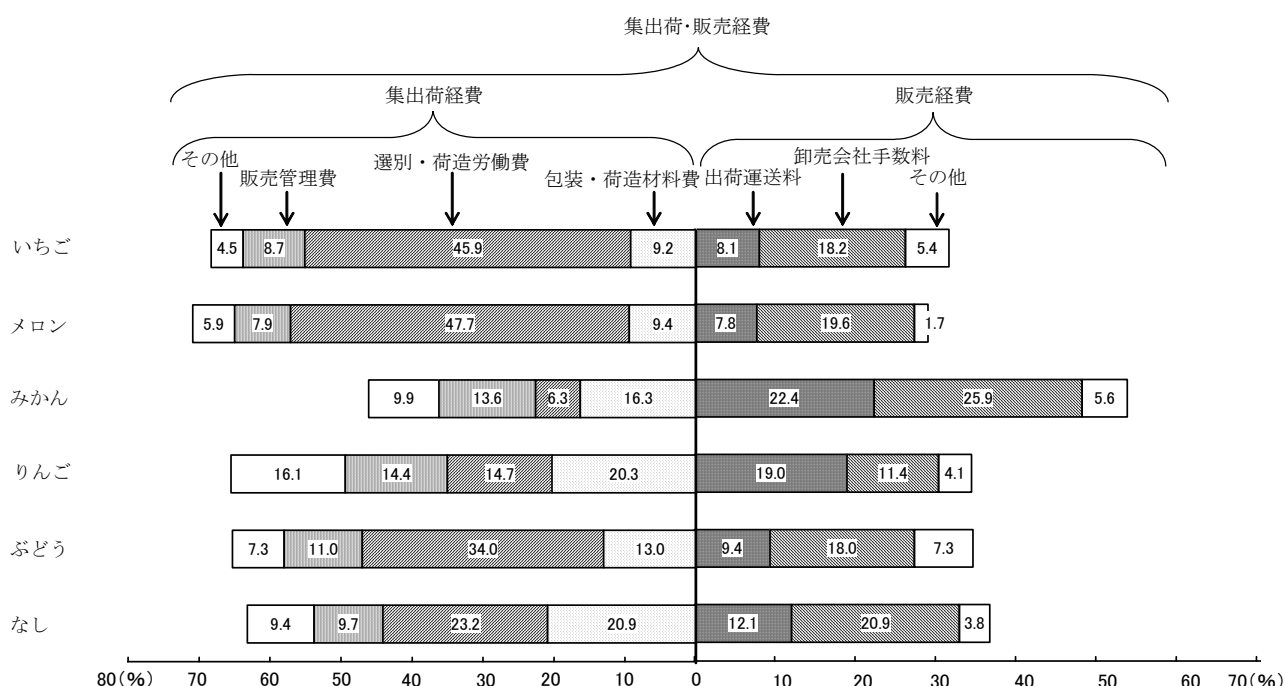 集出荷・販売経費
集出荷経費
販売経費
その他
販売管理費
選別・荷造労働費
包装・荷造材料費
出荷運送料
卸売会社手数料
その他
いちご 4.5 8.7 45.9 9.2 8.1 18.2 5.4
メロン 5.9 7.9 47.7 9.4 7.8 19.6 1.7
みかん 9.9 13.6 6.3 16.3 22.4 25.9 5.6
りんご 16.1 14.4 14.7 20.3 19.0 11.4 4.1
ぶどう 7.3 11.0 34.0 13.0 9.4 18.0 7.3
なし 9.4 9.7 23.2 20.9 12.1 20.9 3.8
80(%) 70 60 50 40 30 20 10 0 10 20 30 40 50 60 70(%)